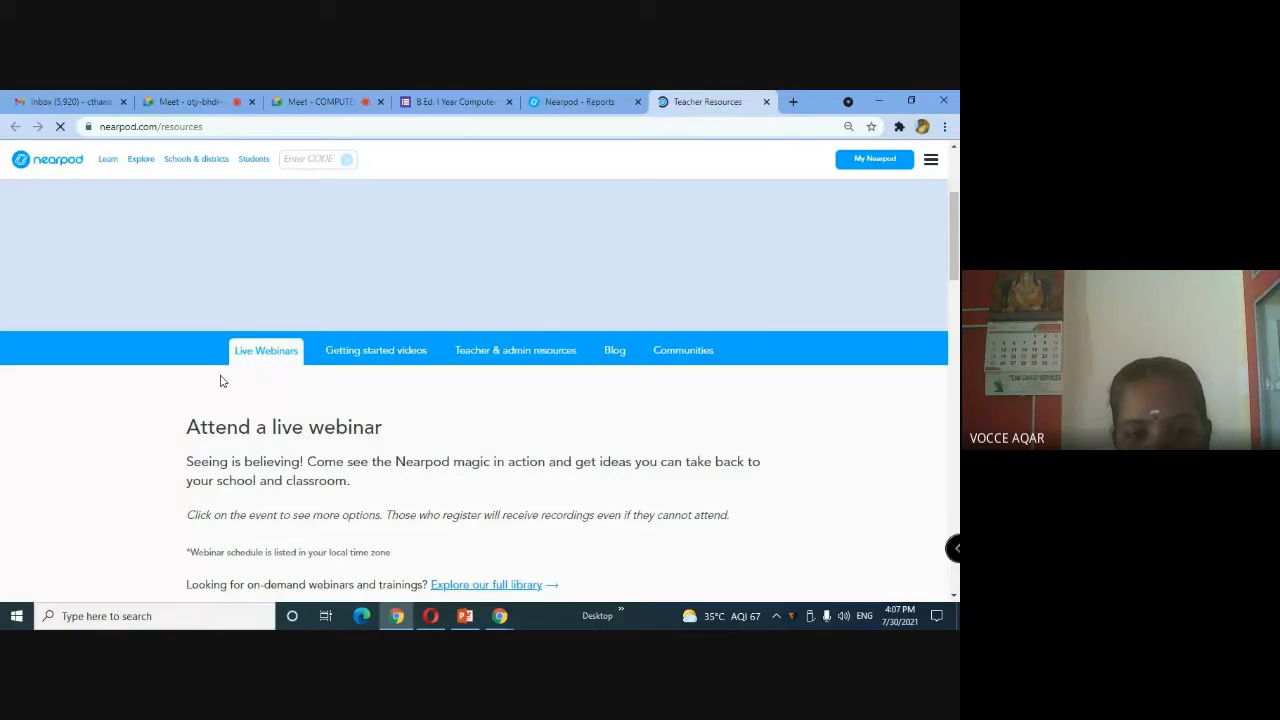 Inbox (5,920) - cthana
Meet - oty-bhdr-
Meet - COMPUTE
B.Ed. I Year Compute
Nearpod - Reports
Teacher Resources
nearpod.com/resources
nearpod
Learn
Explore
Schools & districts
Students
Enter CODE
My Nearpod
Live Webinars
Getting started videos
Teacher & admin resources
Blog
Communities
Attend a live webinar
Seeing is believing! Come see the Nearpod magic in action and get ideas you can take back to
your school and classroom.
Click on the event to see more options. Those who register will receive recordings even if they cannot attend.
*Webinar schedule is listed in your local time zone
Looking for on-demand webinars and trainings? Explore our full library →
VOCCE AQAR
Type here to search
Desktop
35°C AQI 67
ENG
4:07 PM
7/30/2021